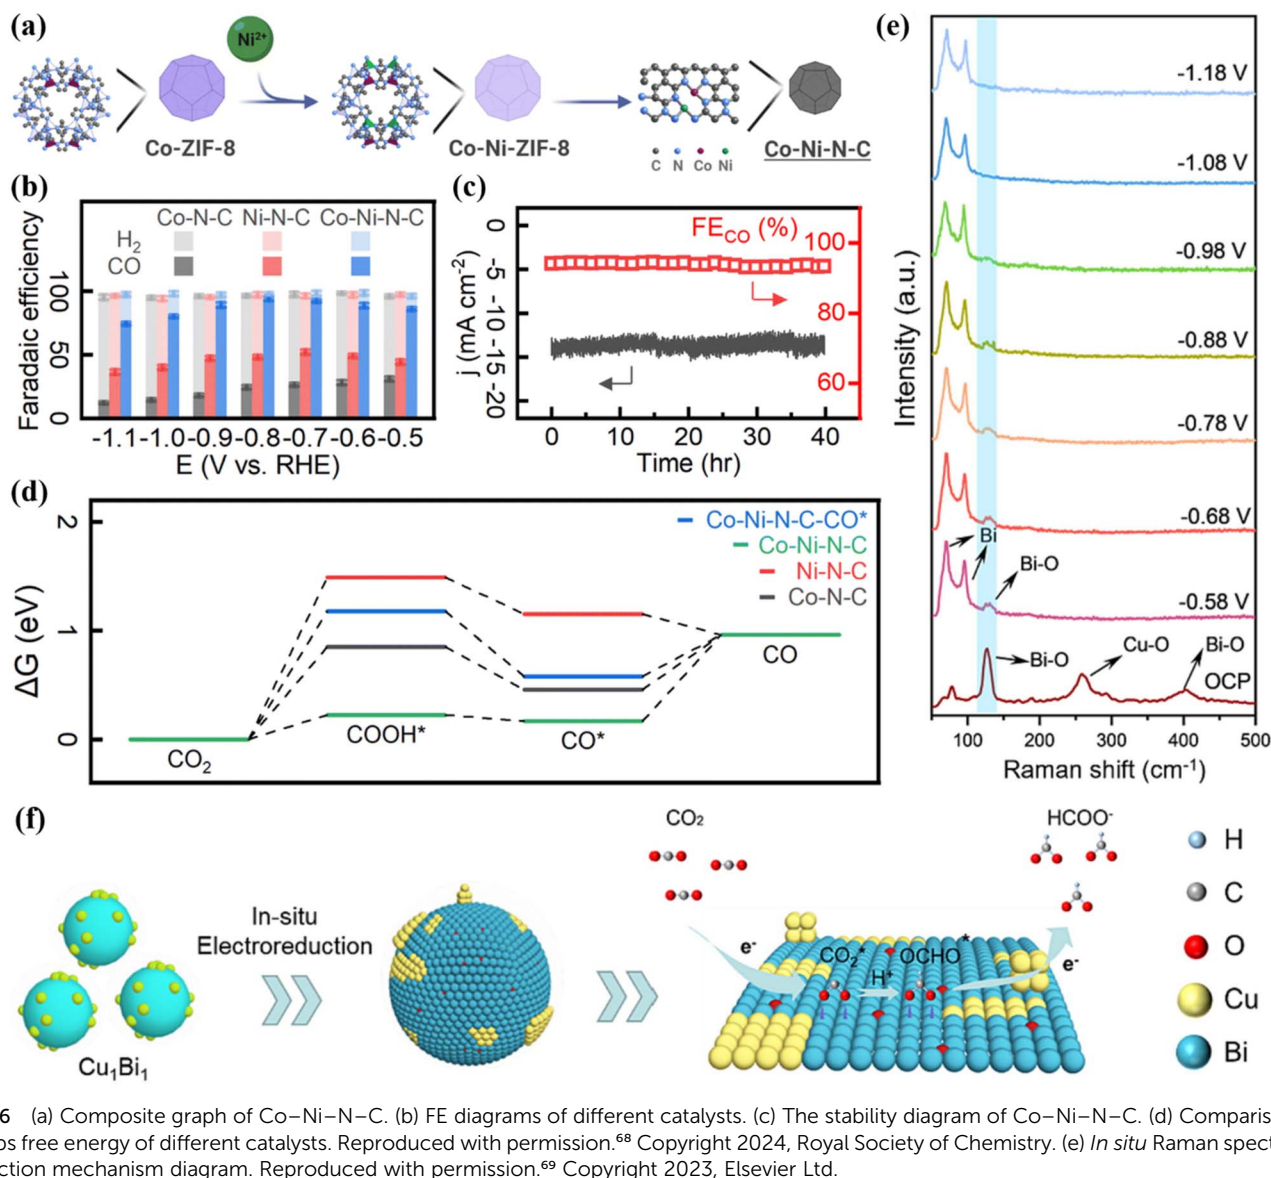 (a)
Ni2+
Co-ZIF-8
Co-Ni-ZIF-8
C N Co Ni
Co-Ni-N-C
(b)
Faradaic efficiency
Co-N-C Ni-N-C Co-Ni-N-C
H2
CO
100
50
0
-1.1 -1.0 -0.9 -0.8 -0.7 -0.6 -0.5
E (V vs. RHE)
(c)
j (mA cm-2)
0
-5
-10
-15
-20
FECO (%)
100
80
60
0 10 20 30 40
Time (hr)
(d)
ΔG (eV)
2
1
0
Co-Ni-N-C-CO*
Co-Ni-N-C
Ni-N-C
Co-N-C
CO2
COOH*
CO*
CO
(e)
Intensity (a.u.)
-1.18 V
-1.08 V
-0.98 V
-0.88 V
-0.78 V
-0.68 V
Bi
Bi-O
-0.58 V
Bi-O
Cu-O
Bi-O
OCP
100 200 300 400 500
Raman shift (cm-1)
(f)
Cu1Bi1
In-situ
Electroreduction
CO2
HCOO-
e-
CO2*
H+
OCHO*
e-
H
C
O
Cu
Bi
6 (a) Composite graph of Co–Ni–N–C. (b) FE diagrams of different catalysts. (c) The stability diagram of Co–Ni–N–C. (d) Comparis
free energy of different catalysts. Reproduced with permission.68 Copyright 2024, Royal Society of Chemistry. (e) In situ Raman spect
ction mechanism diagram. Reproduced with permission.69 Copyright 2023, Elsevier Ltd.